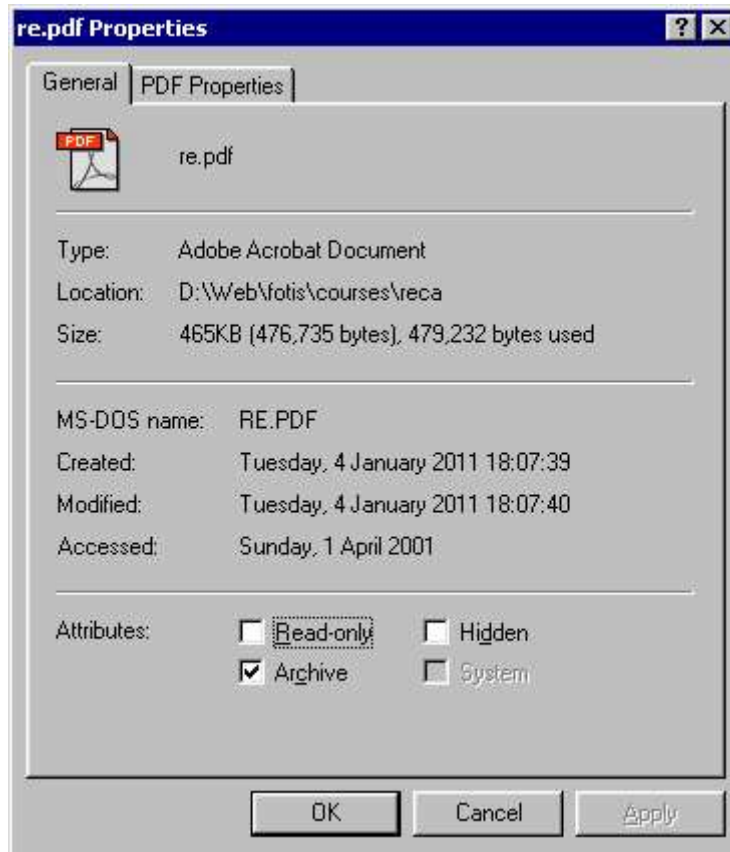 re.pdf Properties
General PDF Properties
PDF
re.pdf
Type: Adobe Acrobat Document
Location: D:\Web\fotis\courses\reca
Size: 465KB (476,735 bytes), 479,232 bytes used
MS-DOS name: RE.PDF
Created: Tuesday, 4 January 2011 18:07:39
Modified: Tuesday, 4 January 2011 18:07:40
Accessed: Sunday, 1 April 2001
Attributes: Read-only Hidden
Archive System
OK Cancel Apply